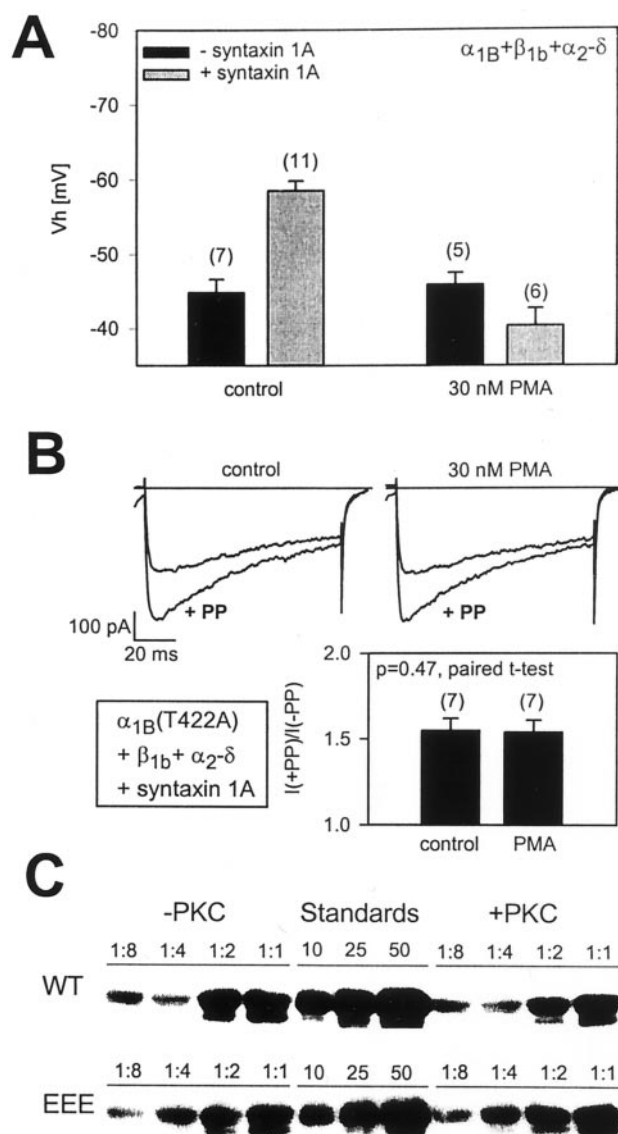 A
-80
-70
-60
-50
-40
Vh [mV]
- syntaxin 1A
+ syntaxin 1A
α1B+β1b+α2-δ
(7)
(11)
(5)
(6)
control
30 nM PMA
B
control
30 nM PMA
+ PP
+ PP
100 pA
20 ms
α1B(T422A)
+ β1b+ α2-δ
+ syntaxin 1A
I(+PP)/I(-PP)
2.0
1.5
1.0
p=0.47, paired t-test
(7)
(7)
control
PMA
C
-PKC
Standards
+PKC
1:8 1:4 1:2 1:1 10 25 50 1:8 1:4 1:2 1:1
WT
1:8 1:4 1:2 1:1 10 25 50 1:8 1:4 1:2 1:1
EEE